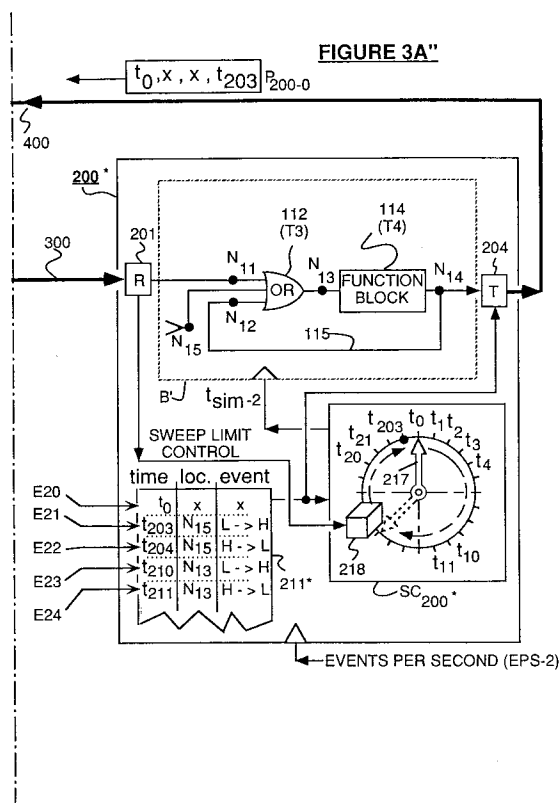 FIGURE 3A"
t0, x, x, t203 P200-0
400
200*
201
112
(T3)
114
(T4)
204
300
R
N11
N13
N14
T
OR
FUNCTION
BLOCK
N12
N15
115
B'
tsim-2
SWEEP LIMIT
CONTROL
t203 t0 t1 t2
t21 t3
t20 217 t4
time loc. event
E20 t0 x x
E21 t203 N15 L->H
E22 t204 N15 H->L
E23 t210 N13 L->H
E24 t211 N13 H->L
211*
218
t10
t11
SC200*
EVENTS PER SECOND (EPS-2)